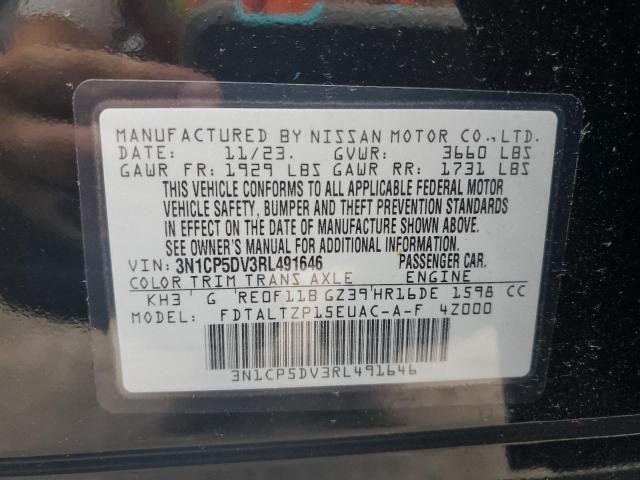 MANUFACTURED BY NISSAN MOTOR CO.,LTD.
DATE: 11/23. GVWR: 3660 LBS
GAWR FR: 1929 LBS GAWR RR: 1731 LBS
THIS VEHICLE CONFORMS TO ALL APPLICABLE FEDERAL MOTOR
VEHICLE SAFETY, BUMPER AND THEFT PREVENTION STANDARDS
IN EFFECT ON THE DATE OF MANUFACTURE SHOWN ABOVE.
SEE OWNER'S MANUAL FOR ADDITIONAL INFORMATION.
VIN: 3N1CP5DV3RL491646 PASSENGER CAR.
COLOR TRIM TRANS AXLE ENGINE
KH3 G RE0F11B GZ39 HR16DE 1598 CC
MODEL: FDTALTZP15EUAC-A-F 4Z000
3N1CP5DV3RL491646